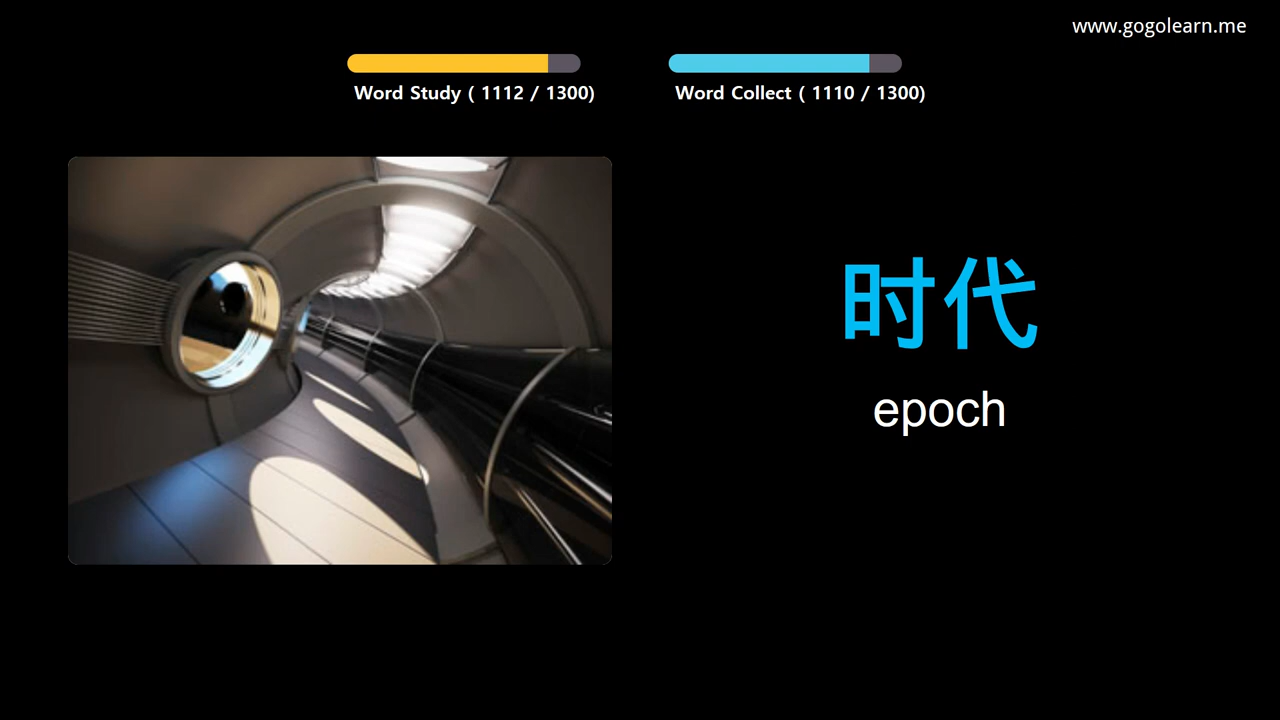 www.gogolearn.me
Word Study ( 1112 / 1300)
Word Collect ( 1110 / 1300)
时代
epoch